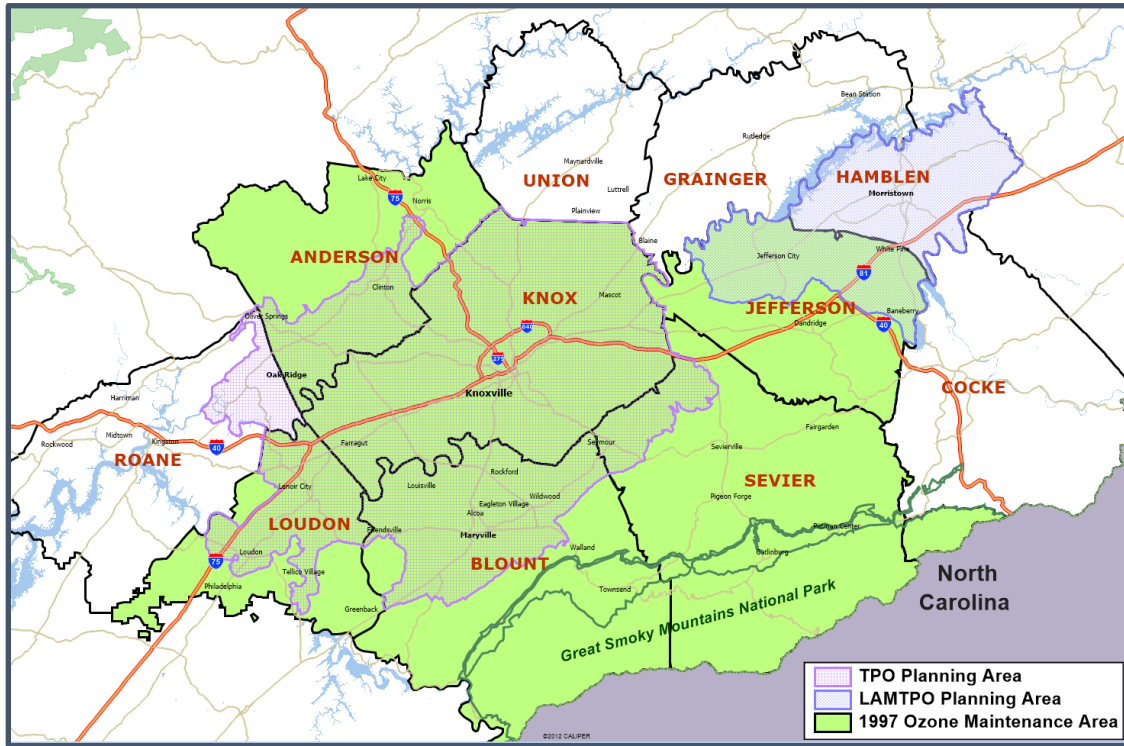 Bean Station
Rutledge
Maynardville
UNION
GRAINGER
HAMBLEN
Morristown
Luttrell
Plainview
Lake City
75
Norris
Blaine
White Pine
Jefferson City
ANDERSON
81
Clinton
KNOX
Mascot
JEFFERSON
Baneberry
Dandridge
40
Oliver Springs
640
275
Oak Ridge
Knoxville
COCKE
Harriman
Fairgarden
Midtown
Kingston
Rockwood
40
Farragut
Seymour
Sevierville
ROANE
Rockford
Lenoir City
Louisville
Eagleton Village
Wildwood
Alcoa
SEVIER
Pigeon Forge
LOUDON
Friendsville
Maryville
Pittman Center
Loudon
75
Walland
Gatlinburg
BLOUNT
Tellico Village
Philadelphia
Townsend
Greenback
North
Carolina
Great Smoky Mountains National Park
TPO Planning Area
LAMTPO Planning Area
1997 Ozone Maintenance Area
©2012 CALIPER